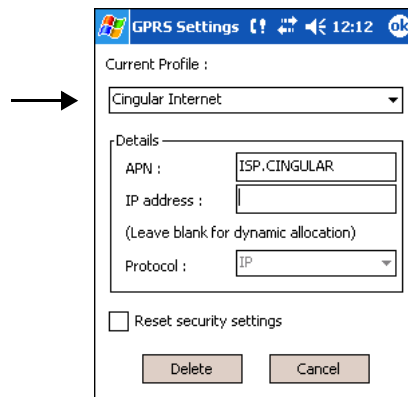 GPRS Settings 12:12 ok
Current Profile :
Cingular Internet
Details
APN : ISP.CINGULAR
IP address :
(Leave blank for dynamic allocation)
Protocol : IP
Reset security settings
Delete Cancel